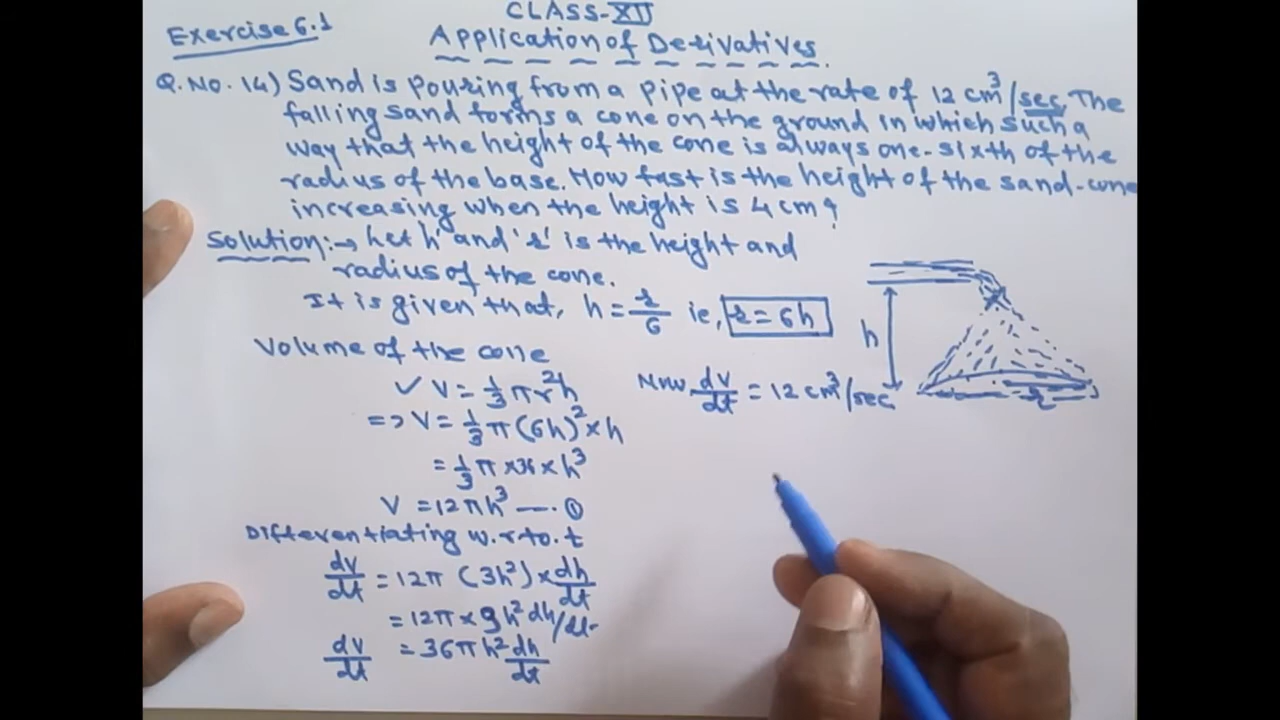 CLASS-XII
Exercise 6.1
Application of Derivatives.
Q. No. 14) Sand is pouring from a pipe at the rate of 12 cm³/sec. The
falling sand forms a cone on the ground in which such a
way that the height of the cone is always one-sixth of the
radius of the base. How fast is the height of the sand-cone
increasing when the height is 4 cm?
Solution:→ Let 'h' and 'r' is the height and
radius of the cone.
It is given that, h = r/6 ie, r = 6h
Volume of the cone
✓ V = 1/3 πr²h
=> V = 1/3 π (6h)² × h
= 1/3 π × 36 × h³
V = 12πh³ —.. ①
Differentiating w.r.to.t
dv/dt = 12π (3h²) × dh/dt
= 12π × 3h² dh/dt
dv/dt = 36πh² dh/dt
Now, dv/dt = 12 cm³/sec
h
r